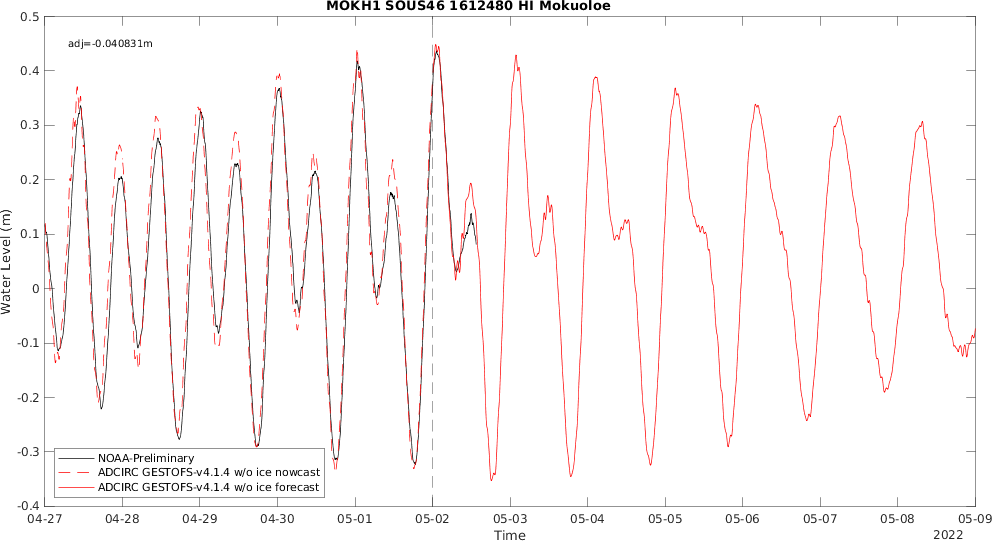 MOKH1 SOUS46 1612480 HI Mokuoloe
adj=-0.040831m
0.5
0.4
0.3
0.2
0.1
0
-0.1
-0.2
-0.3
-0.4
Water Level (m)
NOAA-Preliminary
ADCIRC GESTOFS-v4.1.4 w/o ice nowcast
ADCIRC GESTOFS-v4.1.4 w/o ice forecast
04-27 04-28 04-29 04-30 05-01 05-02 05-03 05-04 05-05 05-06 05-07 05-08 05-09
Time
2022